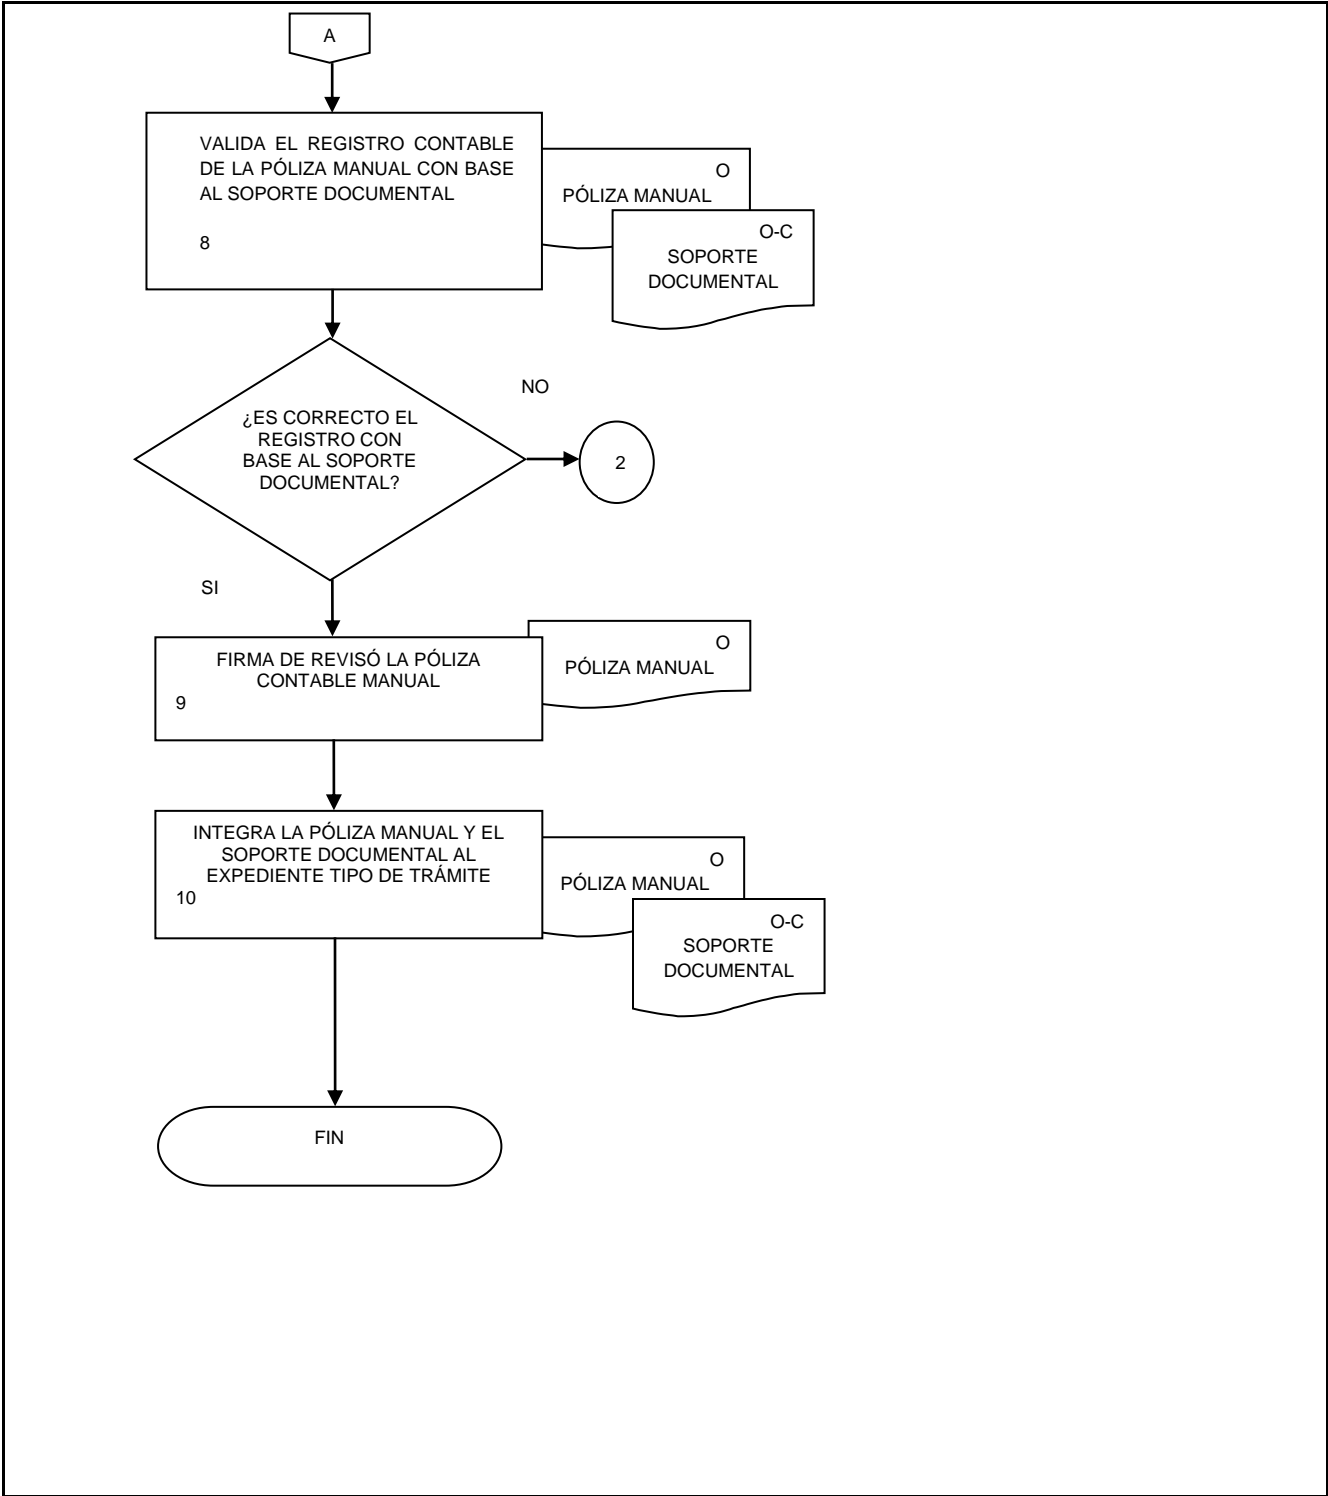 A
VALIDA EL REGISTRO CONTABLE
DE LA PÓLIZA MANUAL CON BASE
AL SOPORTE DOCUMENTAL
8
O
PÓLIZA MANUAL
O-C
SOPORTE
DOCUMENTAL
¿ES CORRECTO EL
REGISTRO CON
BASE AL SOPORTE
DOCUMENTAL?
NO
2
SI
FIRMA DE REVISÓ LA PÓLIZA
CONTABLE MANUAL
9
O
PÓLIZA MANUAL
INTEGRA LA PÓLIZA MANUAL Y EL
SOPORTE DOCUMENTAL AL
EXPEDIENTE TIPO DE TRÁMITE
10
O
PÓLIZA MANUAL
O-C
SOPORTE
DOCUMENTAL
FIN